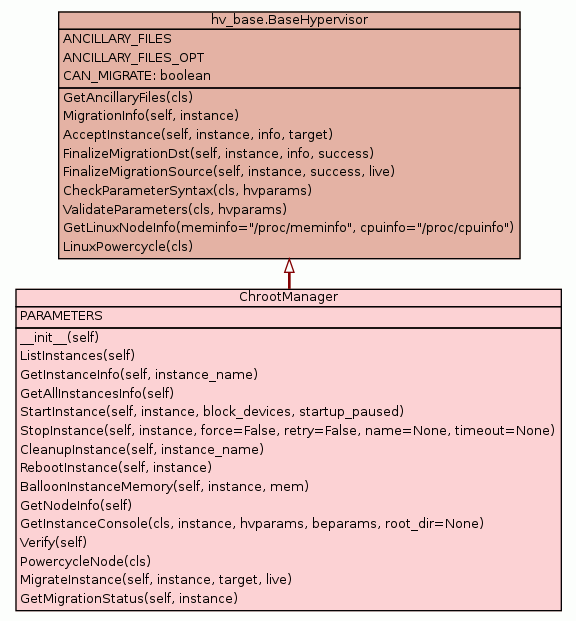 hv_base.BaseHypervisor
ANCILLARY_FILES
ANCILLARY_FILES_OPT
CAN_MIGRATE: boolean
GetAncillaryFiles(cls)
MigrationInfo(self, instance)
AcceptInstance(self, instance, info, target)
FinalizeMigrationDst(self, instance, info, success)
FinalizeMigrationSource(self, instance, success, live)
CheckParameterSyntax(cls, hvparams)
ValidateParameters(cls, hvparams)
GetLinuxNodeInfo(meminfo="/proc/meminfo", cpuinfo="/proc/cpuinfo")
LinuxPowercycle(cls)
ChrootManager
PARAMETERS
__init__(self)
ListInstances(self)
GetInstanceInfo(self, instance_name)
GetAllInstancesInfo(self)
StartInstance(self, instance, block_devices, startup_paused)
StopInstance(self, instance, force=False, retry=False, name=None, timeout=None)
CleanupInstance(self, instance_name)
RebootInstance(self, instance)
BalloonInstanceMemory(self, instance, mem)
GetNodeInfo(self)
GetInstanceConsole(cls, instance, hvparams, beparams, root_dir=None)
Verify(self)
PowercycleNode(cls)
MigrateInstance(self, instance, target, live)
GetMigrationStatus(self, instance)